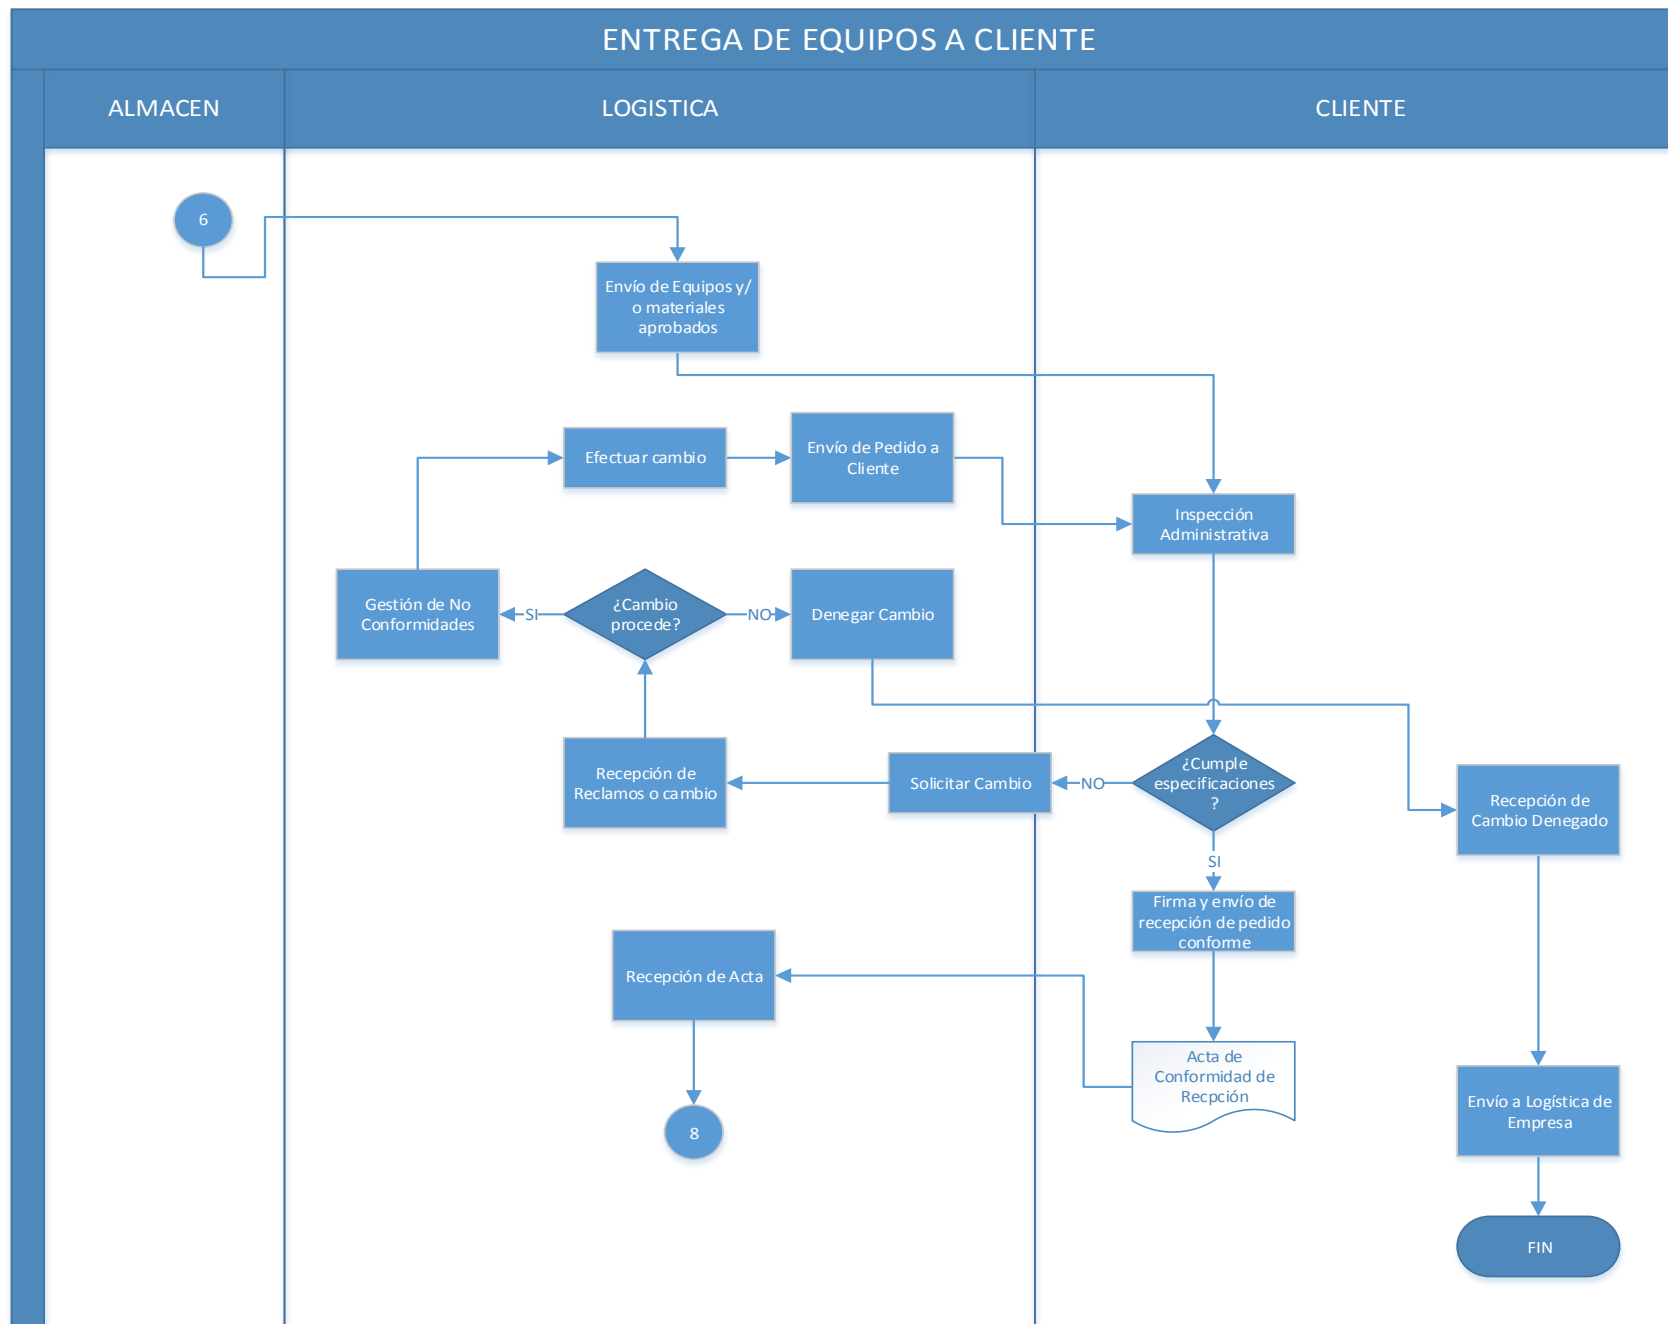 ENTREGA DE EQUIPOS A CLIENTE
ALMACEN
LOGISTICA
CLIENTE
6
Envío de Equipos y/
o materiales
aprobados
Efectuar cambio
Envío de Pedido a
Cliente
Inspección
Administrativa
Gestión de No
Conformidades
SI
¿Cambio
procede?
NO
Denegar Cambio
Recepción de
Reclamos o cambio
Solicitar Cambio
NO
¿Cumple
especificaciones
?
Recepción de
Cambio Denegado
SI
Firma y envío de
recepción de pedido
conforme
Recepción de Acta
Acta de
Conformidad de
Recpción
8
Envío a Logística de
Empresa
FIN